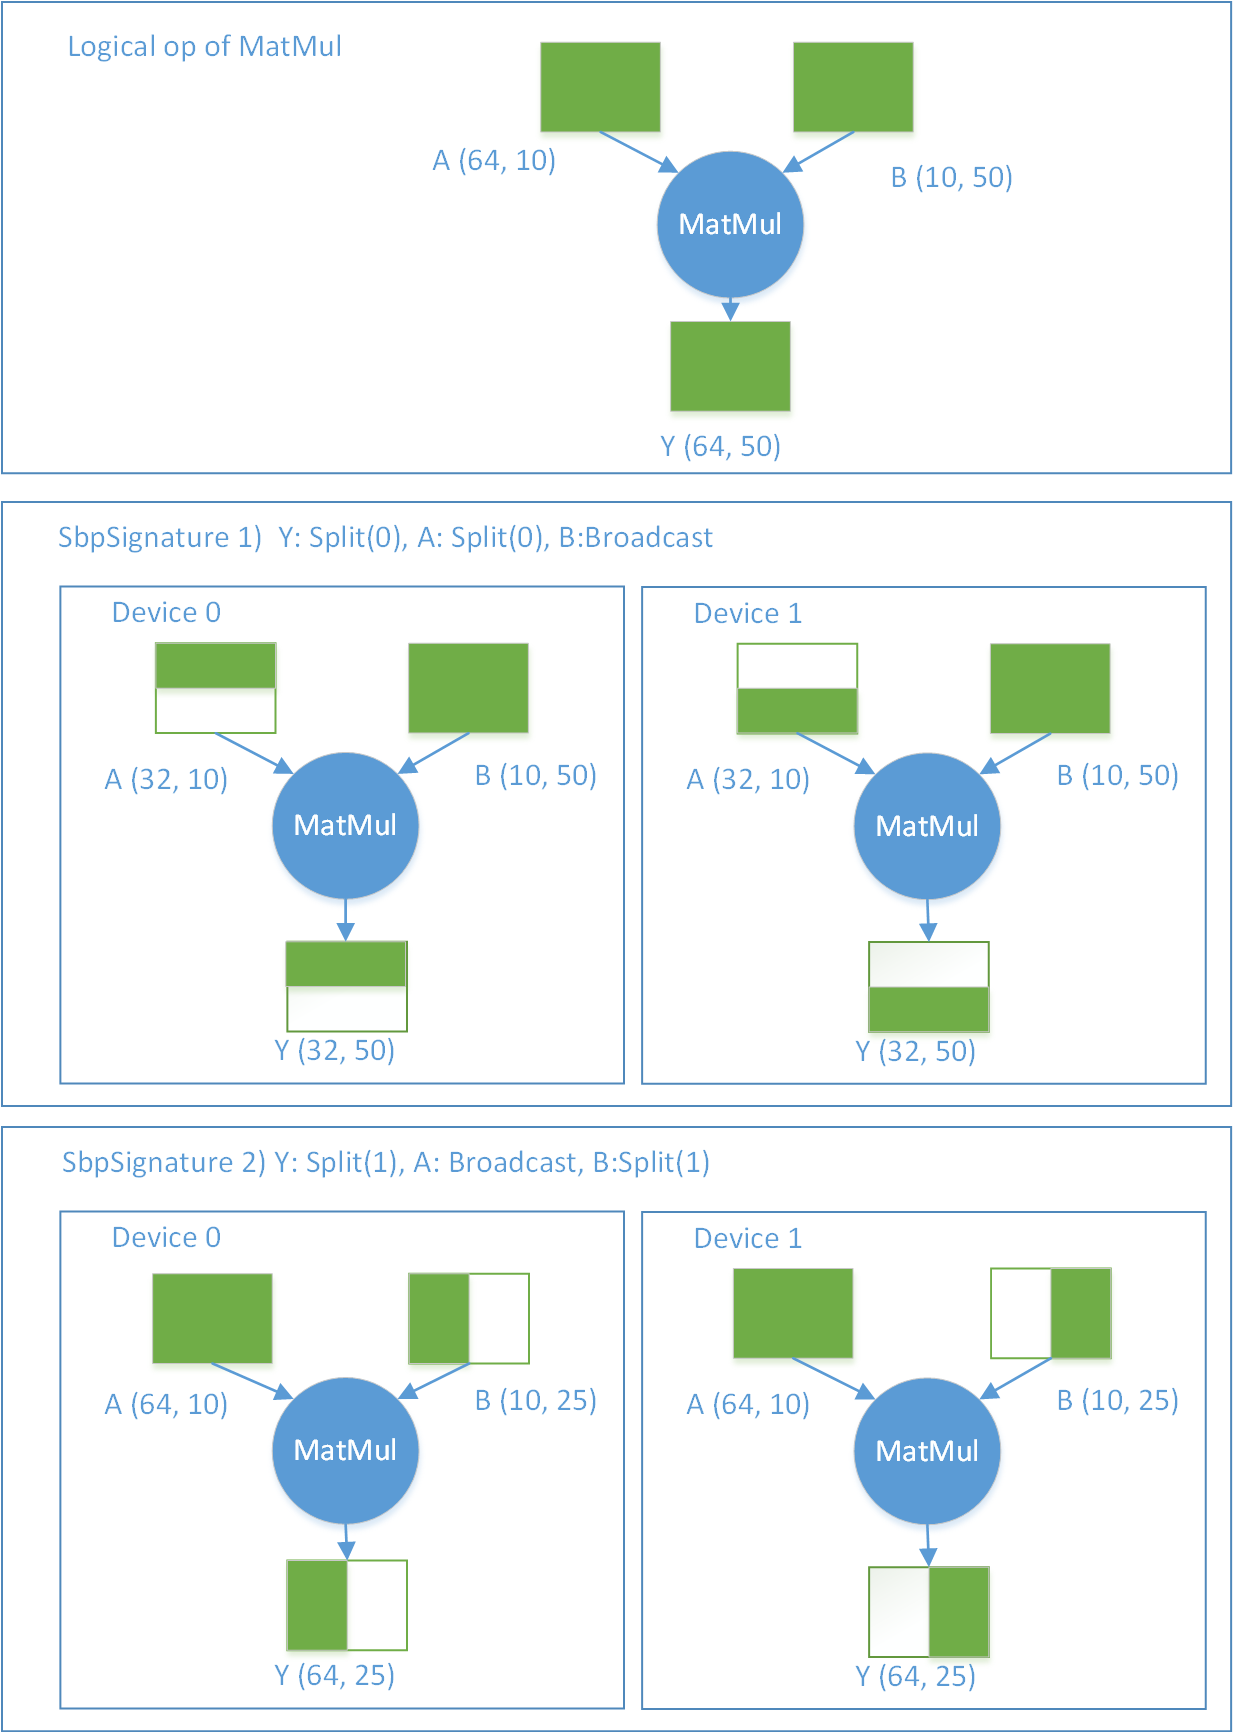 Logical op of MatMul
A (64, 10)
B (10, 50)
MatMul
Y (64, 50)
SbpSignature 1)  Y: Split(0), A: Split(0), B:Broadcast
Device 0
A (32, 10)
B (10, 50)
MatMul
Y (32, 50)
Device 1
A (32, 10)
B (10, 50)
MatMul
Y (32, 50)
SbpSignature 2) Y: Split(1), A: Broadcast, B:Split(1)
Device 0
A (64, 10)
B (10, 25)
MatMul
Y (64, 25)
Device 1
A (64, 10)
B (10, 25)
MatMul
Y (64, 25)